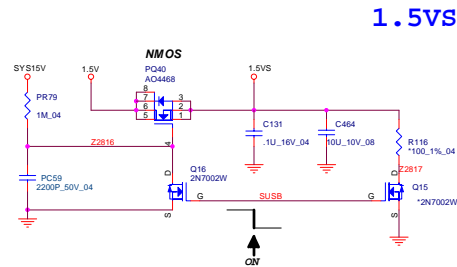 1.5VS
NMOS
SYS15V
1.5V
PQ40
AO4468
1.5VS
8
7
6
5
3
2
1
4
PR79
1M_04
Z2816
C131
.1U_16V_04
C464
10U_10V_08
R116
*100_1%_04
Z2817
PC59
2200P_50V_04
Q16
2N7002W
D
G
S
SUSB
D
G
S
Q15
*2N7002W
ON